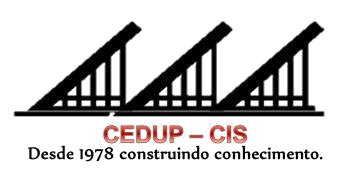 CEDUP – CIS
Desde 1978 construindo conhecimento.